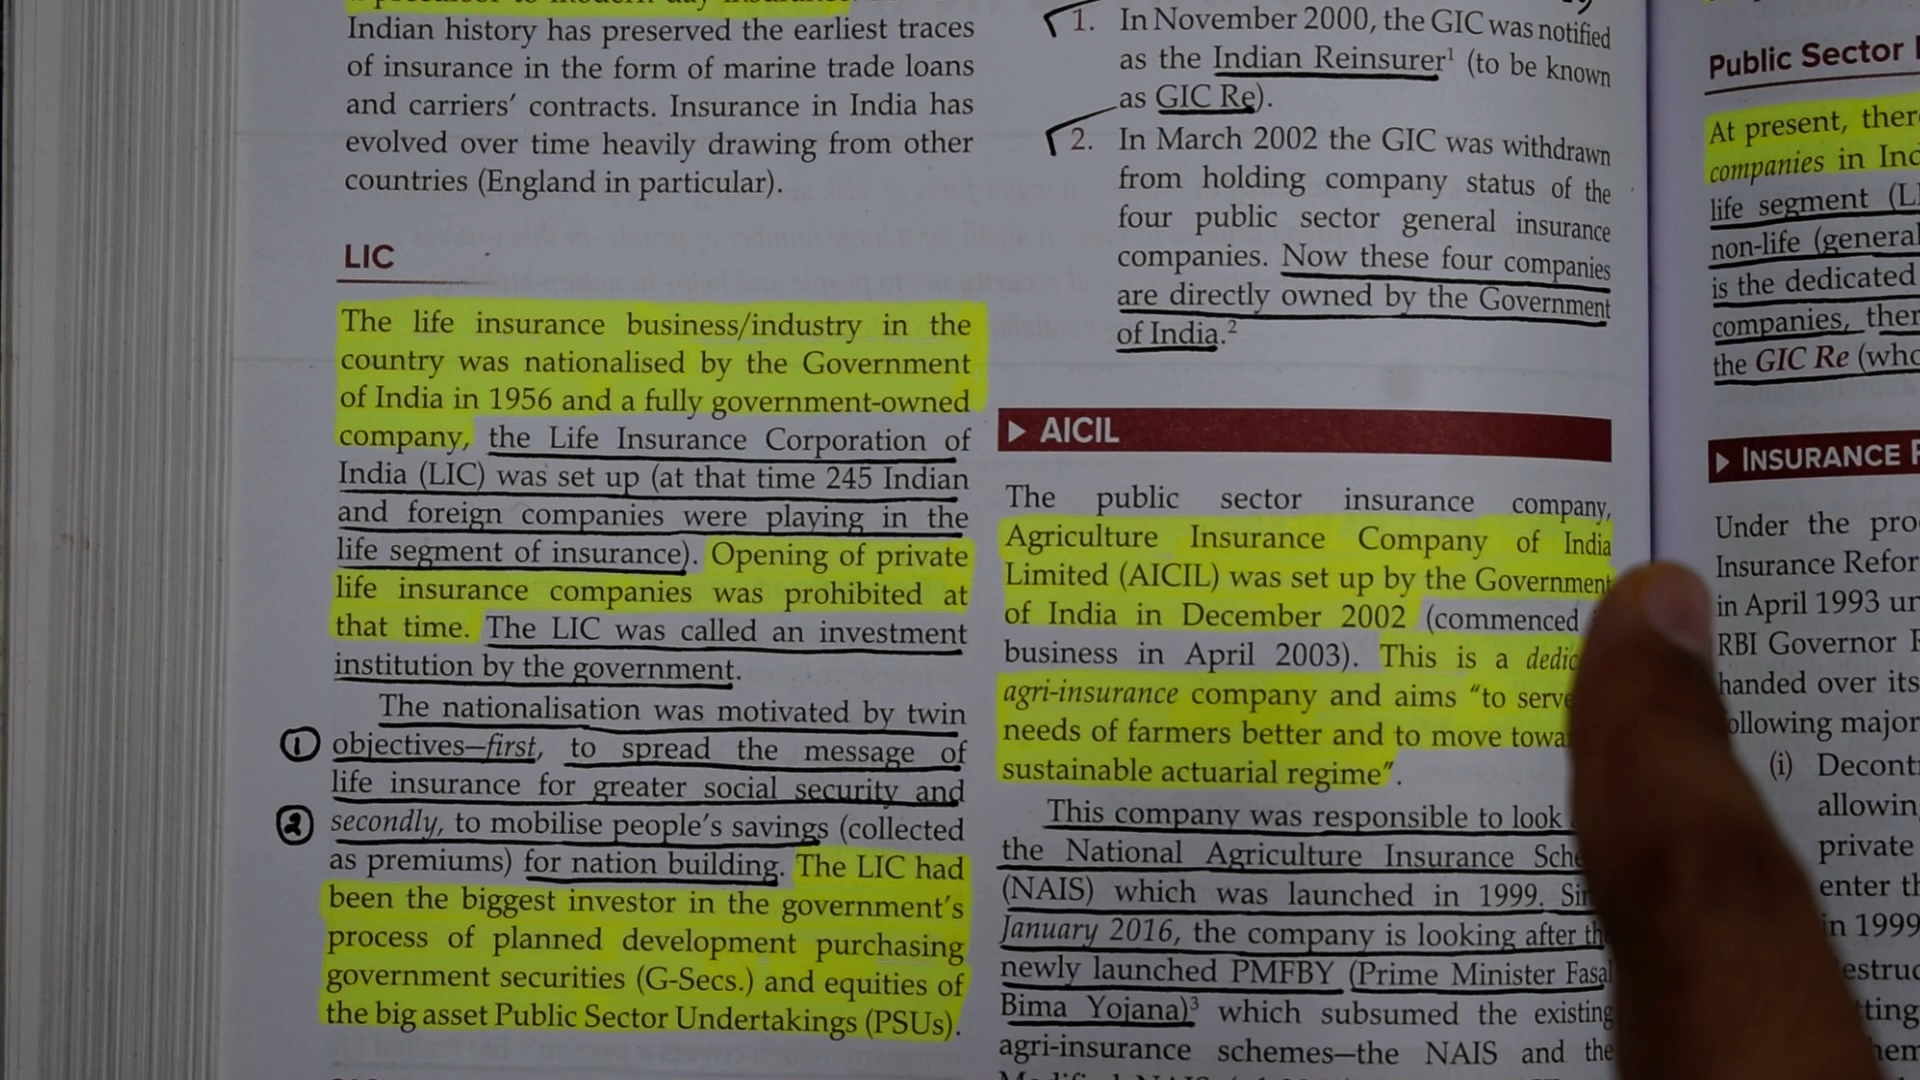 Indian history has preserved the earliest traces
of insurance in the form of marine trade loans
and carriers' contracts. Insurance in India has
evolved over time heavily drawing from other
countries (England in particular).
LIC
The life insurance business/industry in the
country was nationalised by the Government
of India in 1956 and a fully government-owned
company, the Life Insurance Corporation of
India (LIC) was set up (at that time 245 Indian
and foreign companies were playing in the
life segment of insurance). Opening of private
life insurance companies was prohibited at
that time. The LIC was called an investment
institution by the government.
The nationalisation was motivated by twin
① objectives—first, to spread the message of
life insurance for greater social security and
② secondly, to mobilise people's savings (collected
as premiums) for nation building. The LIC had
been the biggest investor in the government's
process of planned development purchasing
government securities (G-Secs.) and equities of
the big asset Public Sector Undertakings (PSUs).
1. In November 2000, the GIC was notified
as the Indian Reinsurer¹ (to be known
as GIC Re).
2. In March 2002 the GIC was withdrawn
from holding company status of the
four public sector general insurance
companies. Now these four companies
are directly owned by the Government
of India.²
▶ AICIL
The public sector insurance company,
Agriculture Insurance Company of India
Limited (AICIL) was set up by the Government
of India in December 2002 (commenced
business in April 2003). This is a
agri-insurance company and aims "to serve
needs of farmers better and to move
sustainable actuarial regime".
This company was responsible to look
the National Agriculture Insurance
(NAIS) which was launched in 1999.
January 2016, the company is looking after
newly launched PMFBY (Prime Minister Fasal
Bima Yojana)³ which subsumed the existing
agri-insurance schemes—the NAIS and the
Public Sector
At present,
companies in
life segment
non-life (general
is the dedicated
companies,
the GIC Re
▶ INSURANCE
Under the
Insurance
in April 1993
RBI Governor
handed over its
major
(i)
private
enter
in 1999